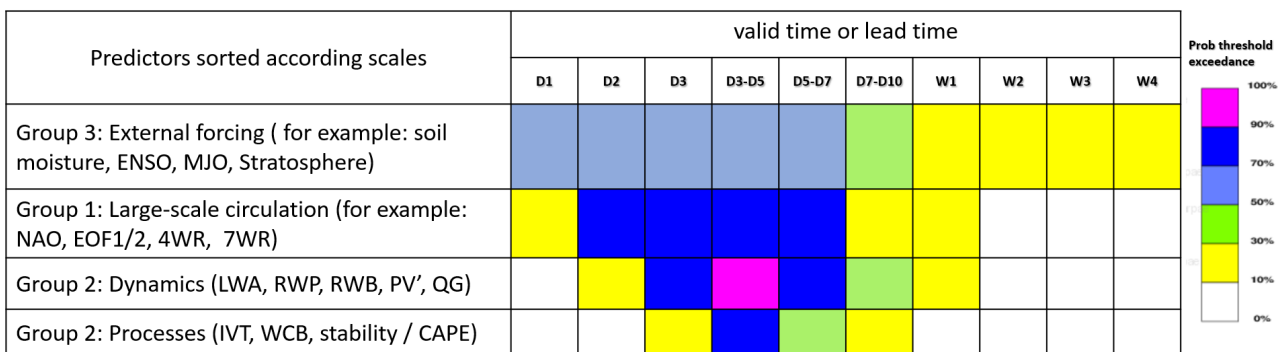 Predictors sorted according scales
valid time or lead time
D1 D2 D3 D3-D5 D5-D7 D7-D10 W1 W2 W3 W4
Group 3: External forcing ( for example: soil
moisture, ENSO, MJO, Stratosphere)
Group 1: Large-scale circulation (for example:
NAO, EOF1/2, 4WR, 7WR)
Group 2: Dynamics (LWA, RWP, RWB, PV’, QG)
Group 2: Processes (IVT, WCB, stability / CAPE)
Prob threshold
exceedance
100%
90%
70%
50%
30%
10%
0%